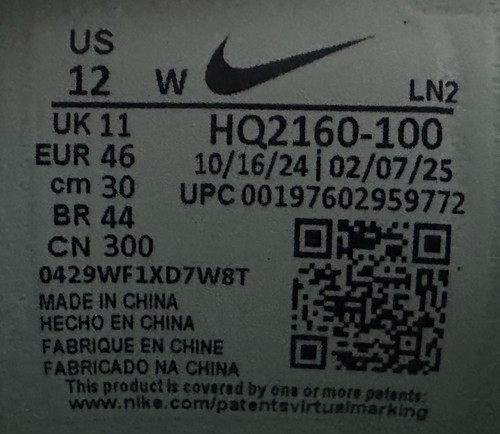 US
12 W
LN2
UK 11
EUR 46
cm 30
BR 44
CN 300
HQ2160-100
10/16/24 | 02/07/25
UPC 00197602959772
0429WF1XD7W8T
MADE IN CHINA
HECHO EN CHINA
FABRIQUE EN CHINE
FABRICADO NA CHINA
This product is covered by one or more patents:
www.nike.com/patentsvirtualmarking